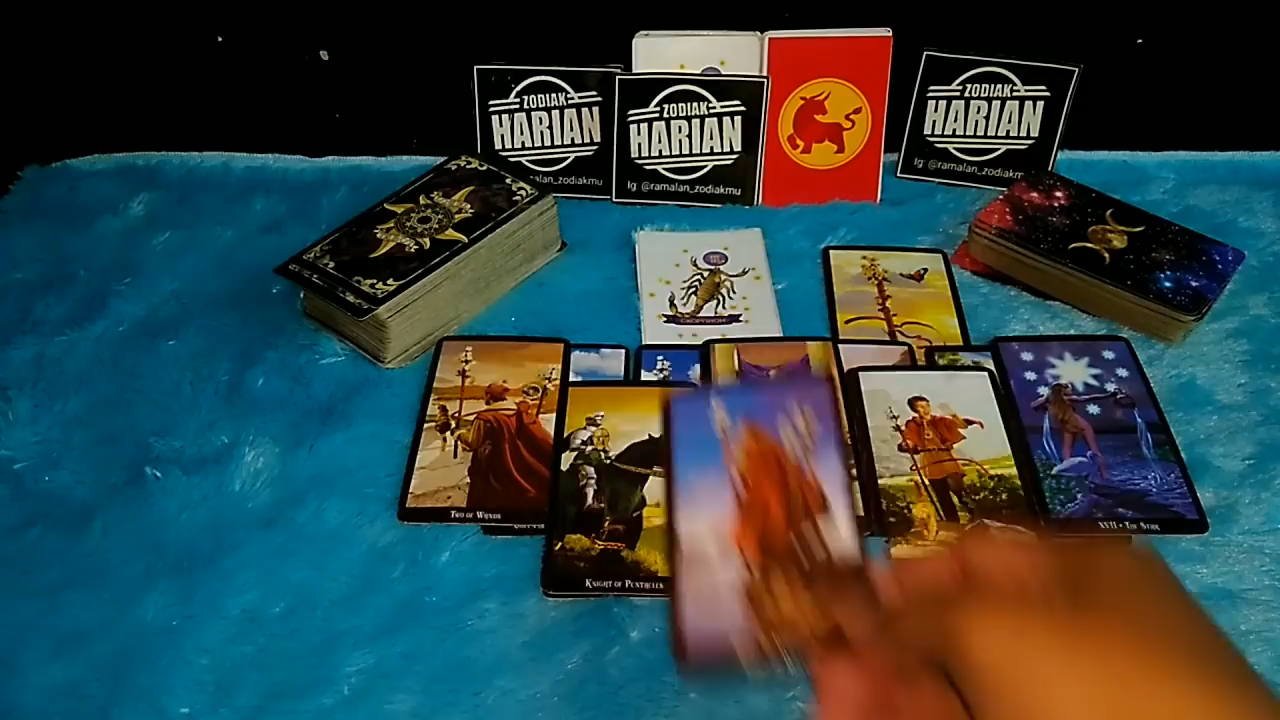 ZODIAK
HARIAN
ramalan_zodiakmu
ZODIAK
HARIAN
Ig: @ramalan_zodiakmu
ZODIAK
HARIAN
Ig: @ramalan_zodiakm
TWO OF WANDS
KNIGHT OF PENTACLES
XVII • THE STAR